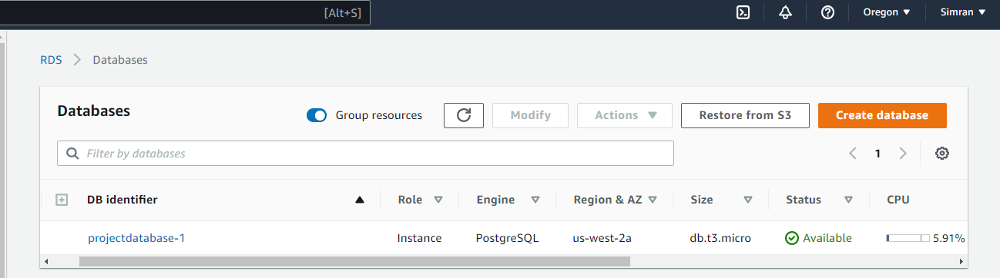 [Alt+S] Oregon Simran
RDS Databases
Databases Group resources Modify Actions Restore from S3 Create database
Filter by databases 1
DB identifier Role Engine Region & AZ Size Status CPU
projectdatabase-1 Instance PostgreSQL us-west-2a db.t3.micro Available 5.91%